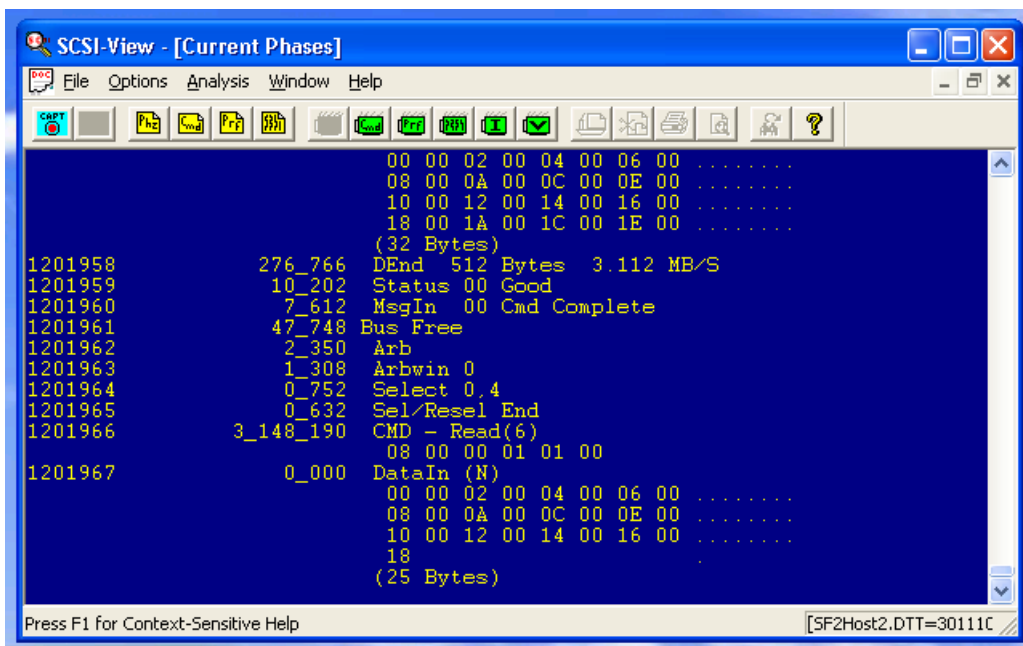 SCSI-View - [Current Phases]
File Options Analysis Window Help
CAPT Phz Cmd Prf Cmd Prf I
00 00 02 00 04 00 06 00 ........
08 00 0A 00 0C 00 0E 00 ........
10 00 12 00 14 00 16 00 ........
18 00 1A 00 1C 00 1E 00 ........
(32 Bytes)
1201958 276_766 DEnd 512 Bytes 3.112 MB/S
1201959 10_202 Status 00 Good
1201960 7_612 MsgIn 00 Cmd Complete
1201961 47_748 Bus Free
1201962 2_350 Arb
1201963 1_308 Arbwin 0
1201964 0_752 Select 0,4
1201965 0_632 Sel/Resel End
1201966 3_148_190 CMD - Read(6)
08 00 00 01 01 00
1201967 0_000 DataIn (N)
00 00 02 00 04 00 06 00 ........
08 00 0A 00 0C 00 0E 00 ........
10 00 12 00 14 00 16 00 ........
18 .
(25 Bytes)
Press F1 for Context-Sensitive Help [SF2Host2.DTT=30111C